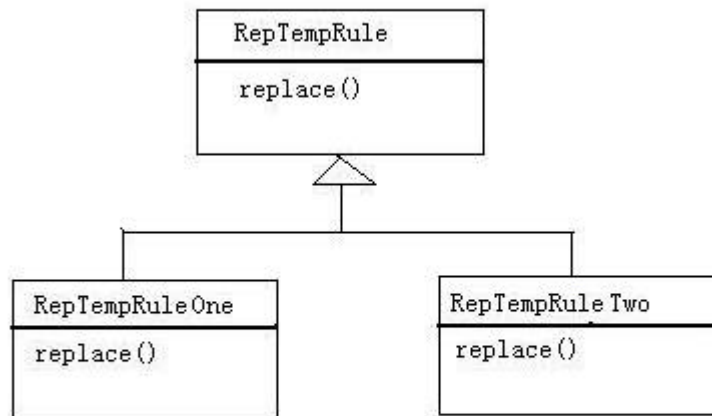 RepTempRule
replace()
RepTempRuleOne
replace()
RepTempRuleTwo
replace()